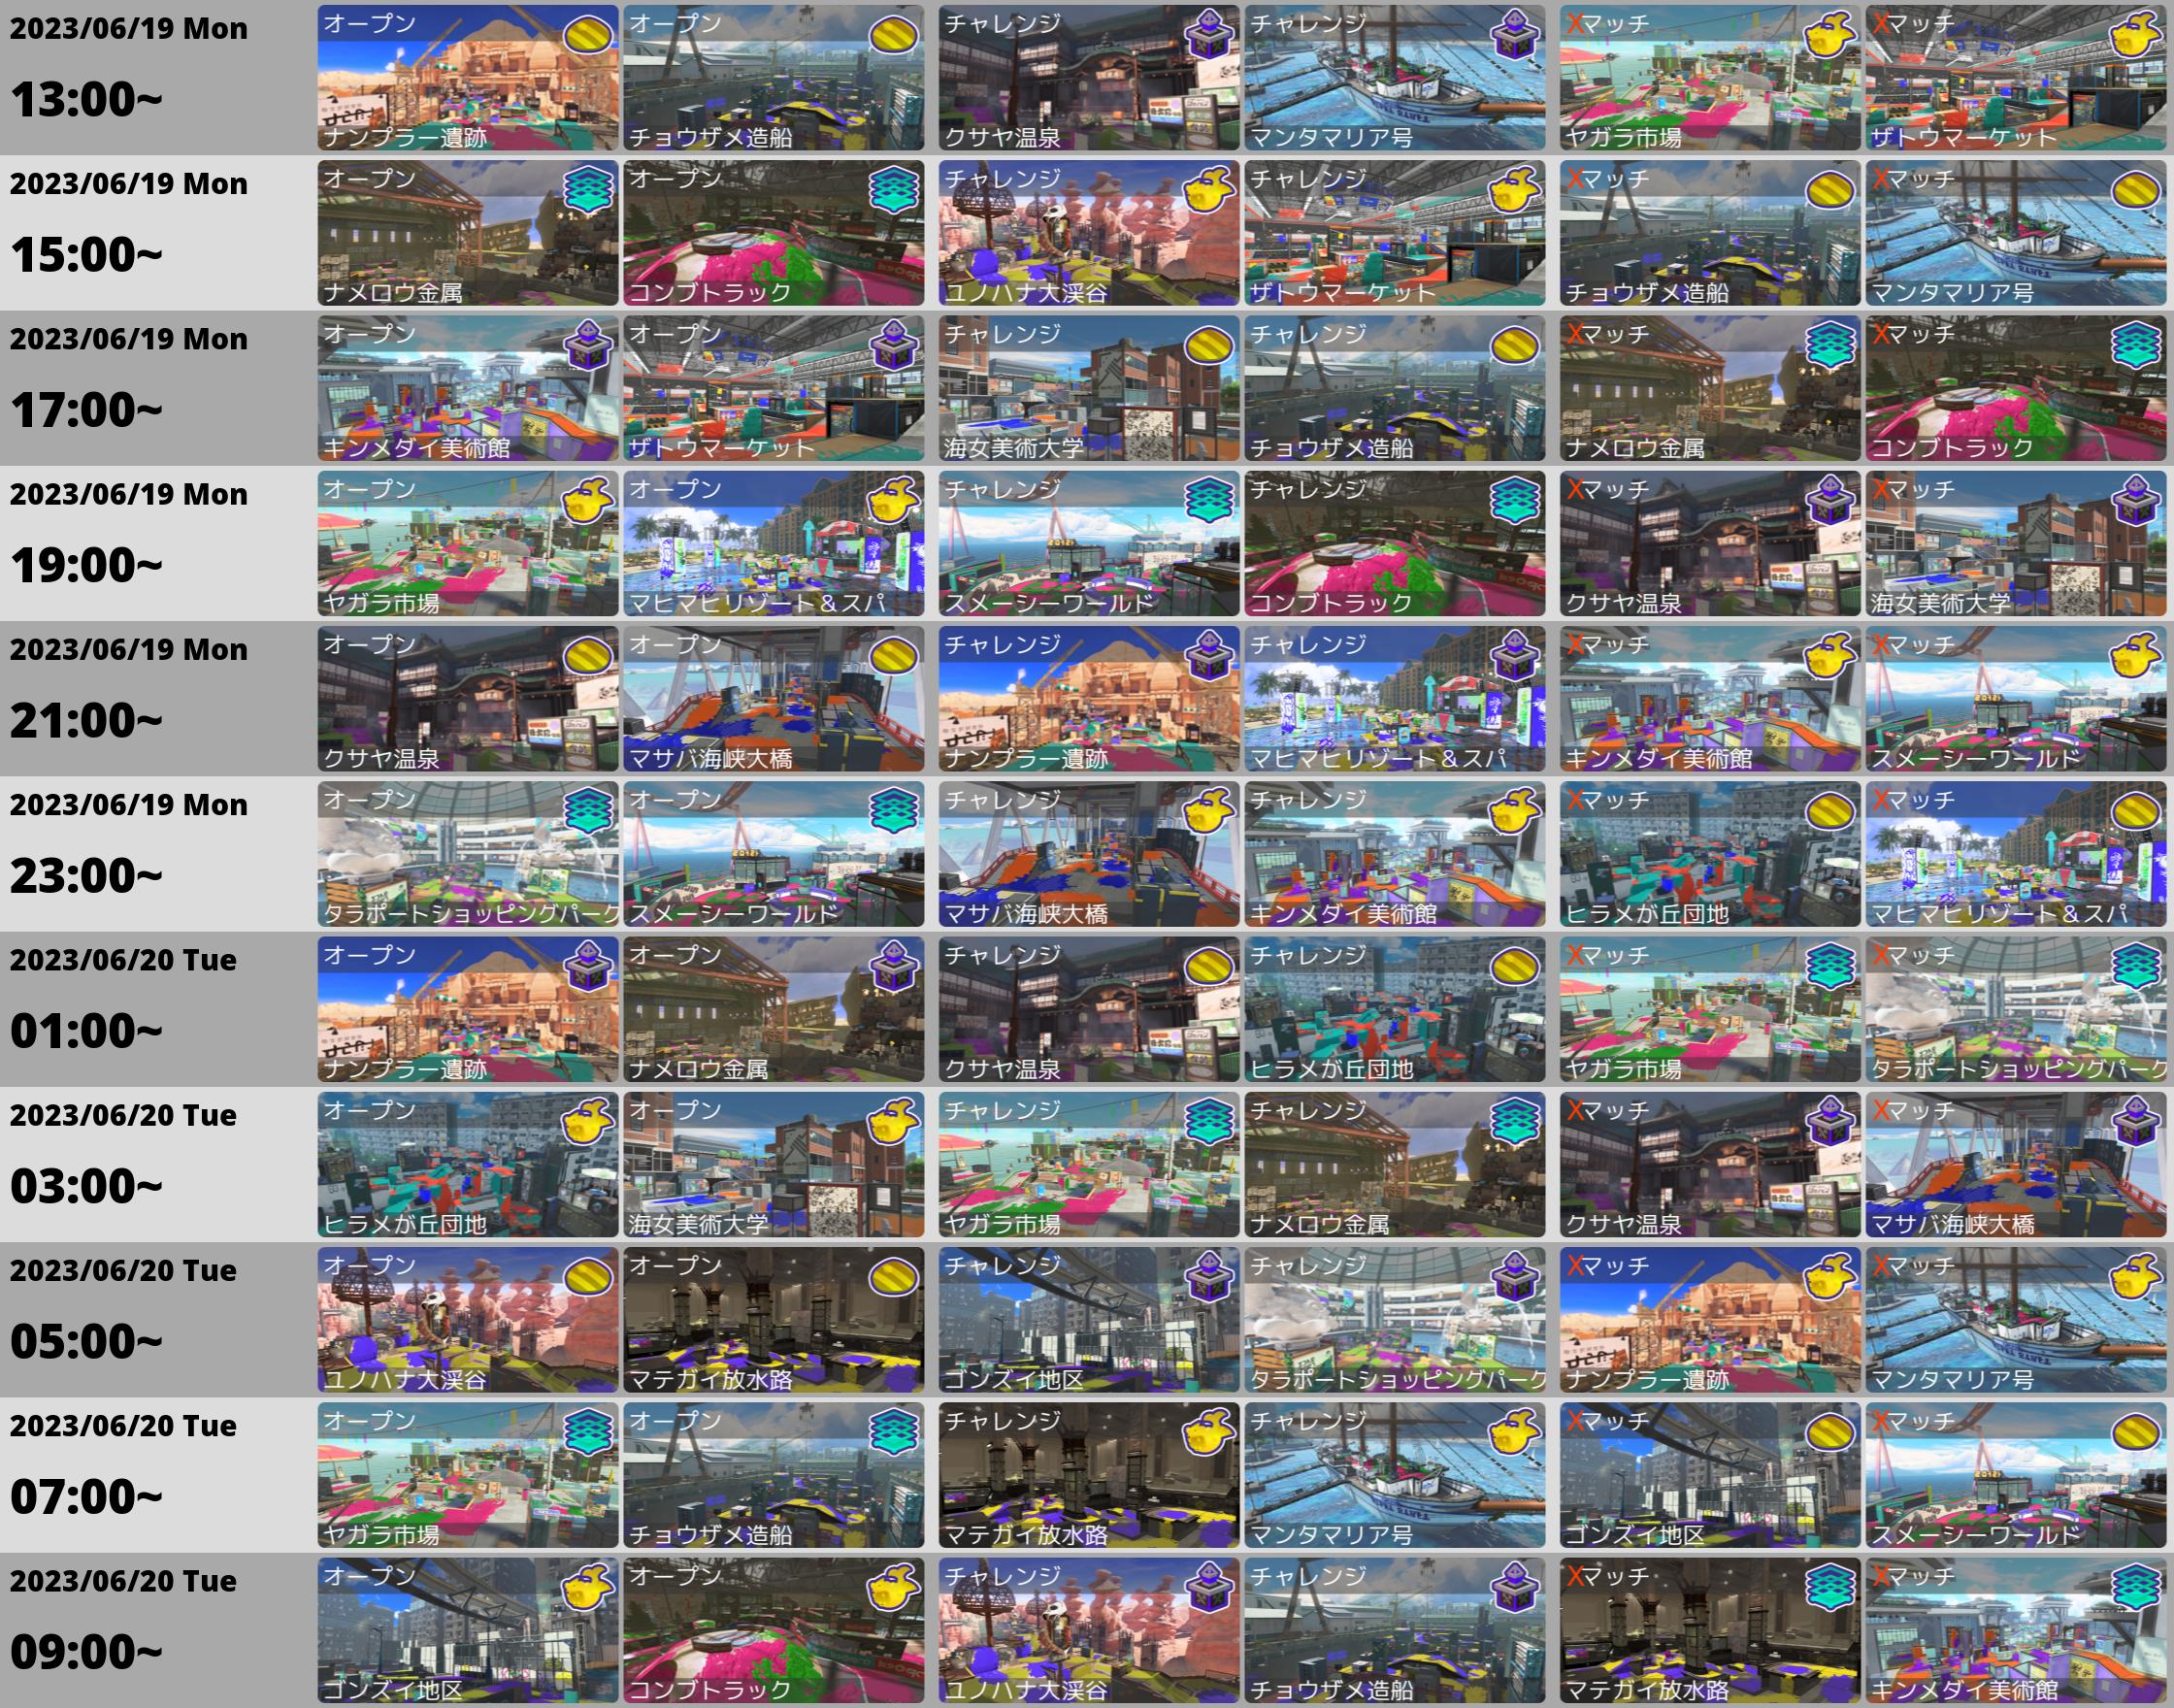 2023/06/19 Mon
13:00~
オープン
ナンプラー遺跡
オープン
チョウザメ造船
チャレンジ
クサヤ温泉
チャレンジ
マンタマリア号
Xマッチ
ヤガラ市場
Xマッチ
ザトウマーケット
2023/06/19 Mon
15:00~
オープン
ナメロウ金属
オープン
コンブトラック
チャレンジ
ユノハナ大渓谷
チャレンジ
ザトウマーケット
Xマッチ
チョウザメ造船
Xマッチ
マンタマリア号
2023/06/19 Mon
17:00~
オープン
キンメダイ美術館
オープン
ザトウマーケット
チャレンジ
海女美術大学
チャレンジ
チョウザメ造船
Xマッチ
ナメロウ金属
Xマッチ
コンブトラック
2023/06/19 Mon
19:00~
オープン
ヤガラ市場
オープン
マヒマヒリゾート＆スパ
チャレンジ
スメーシーワールド
チャレンジ
コンブトラック
Xマッチ
クサヤ温泉
Xマッチ
海女美術大学
2023/06/19 Mon
21:00~
オープン
クサヤ温泉
オープン
マサバ海峡大橋
チャレンジ
ナンプラー遺跡
チャレンジ
マヒマヒリゾート＆スパ
Xマッチ
キンメダイ美術館
Xマッチ
スメーシーワールド
2023/06/19 Mon
23:00~
オープン
タラポートショッピングパーク
オープン
スメーシーワールド
チャレンジ
マサバ海峡大橋
チャレンジ
キンメダイ美術館
Xマッチ
ヒラメが丘団地
Xマッチ
マヒマヒリゾート＆スパ
2023/06/20 Tue
01:00~
オープン
ナンプラー遺跡
オープン
ナメロウ金属
チャレンジ
クサヤ温泉
チャレンジ
ヒラメが丘団地
Xマッチ
ヤガラ市場
Xマッチ
タラポートショッピングパーク
2023/06/20 Tue
03:00~
オープン
ヒラメが丘団地
オープン
海女美術大学
チャレンジ
ヤガラ市場
チャレンジ
ナメロウ金属
Xマッチ
クサヤ温泉
Xマッチ
マサバ海峡大橋
2023/06/20 Tue
05:00~
オープン
ユノハナ大渓谷
オープン
マテガイ放水路
チャレンジ
ゴンズイ地区
チャレンジ
タラポートショッピングパーク
Xマッチ
ナンプラー遺跡
Xマッチ
マンタマリア号
2023/06/20 Tue
07:00~
オープン
ヤガラ市場
オープン
チョウザメ造船
チャレンジ
マテガイ放水路
チャレンジ
マンタマリア号
Xマッチ
ゴンズイ地区
Xマッチ
スメーシーワールド
2023/06/20 Tue
09:00~
オープン
ゴンズイ地区
オープン
コンブトラック
チャレンジ
ユノハナ大渓谷
チャレンジ
チョウザメ造船
Xマッチ
マテガイ放水路
Xマッチ
キンメダイ美術館